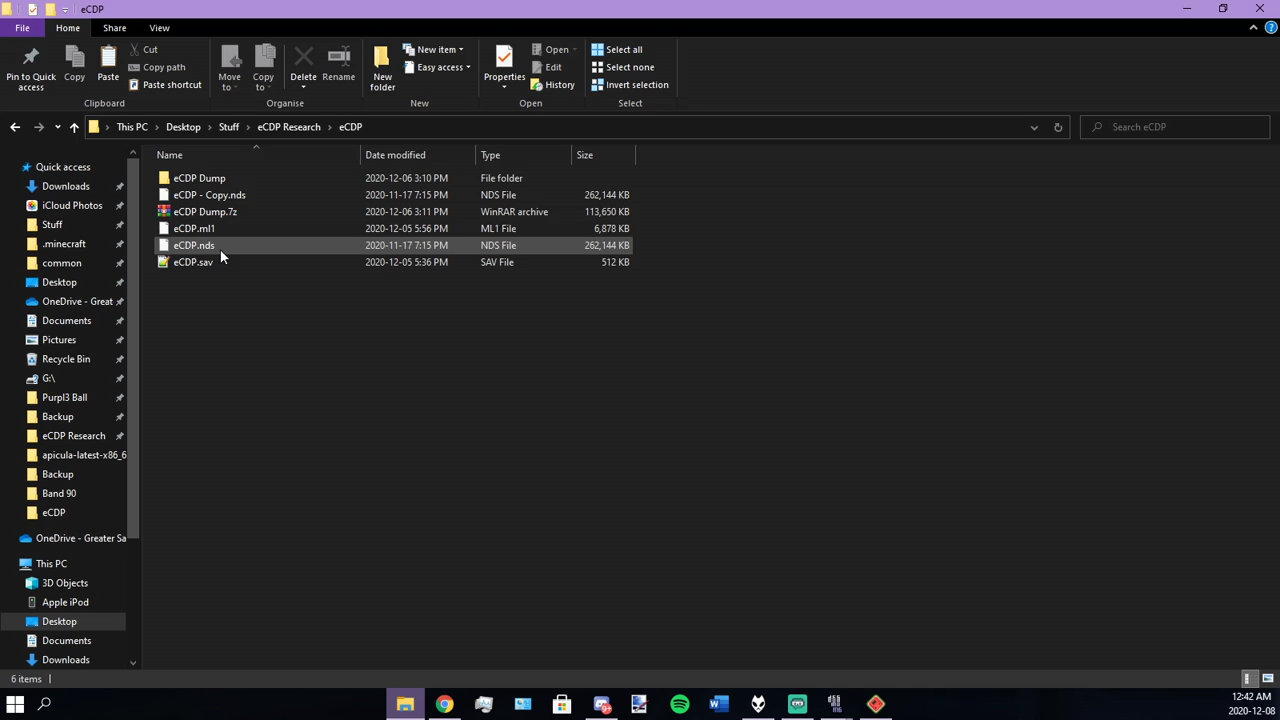 eCDP
File Home Share View
Pin to Quick access
Copy
Paste
Cut
Copy path
Paste shortcut
Clipboard
Move to
Copy to
Delete
Rename
Organise
New folder
New item
Easy access
New
Properties
Open
Edit
History
Open
Select all
Select none
Invert selection
Select
This PC › Desktop › Stuff › eCDP Research › eCDP
Search eCDP
Name Date modified Type Size
eCDP Dump 2020-12-06 3:10 PM File folder
eCDP - Copy.nds 2020-11-17 7:15 PM NDS File 262,144 KB
eCDP Dump.7z 2020-12-06 3:11 PM WinRAR archive 113,650 KB
eCDP.ml1 2020-12-05 5:56 PM ML1 File 6,878 KB
eCDP.nds 2020-11-17 7:15 PM NDS File 262,144 KB
eCDP.sav 2020-12-05 5:36 PM SAV File 512 KB
Quick access
Downloads
iCloud Photos
Stuff
.minecraft
common
Desktop
OneDrive - Great
Documents
Pictures
Recycle Bin
G:\
Purpl3 Ball
Backup
eCDP Research
apicula-latest-x86_6
Backup
Band 90
eCDP
OneDrive - Greater Sa
This PC
3D Objects
Apple iPod
Desktop
Documents
Downloads
6 items
12:42 AM
2020-12-08